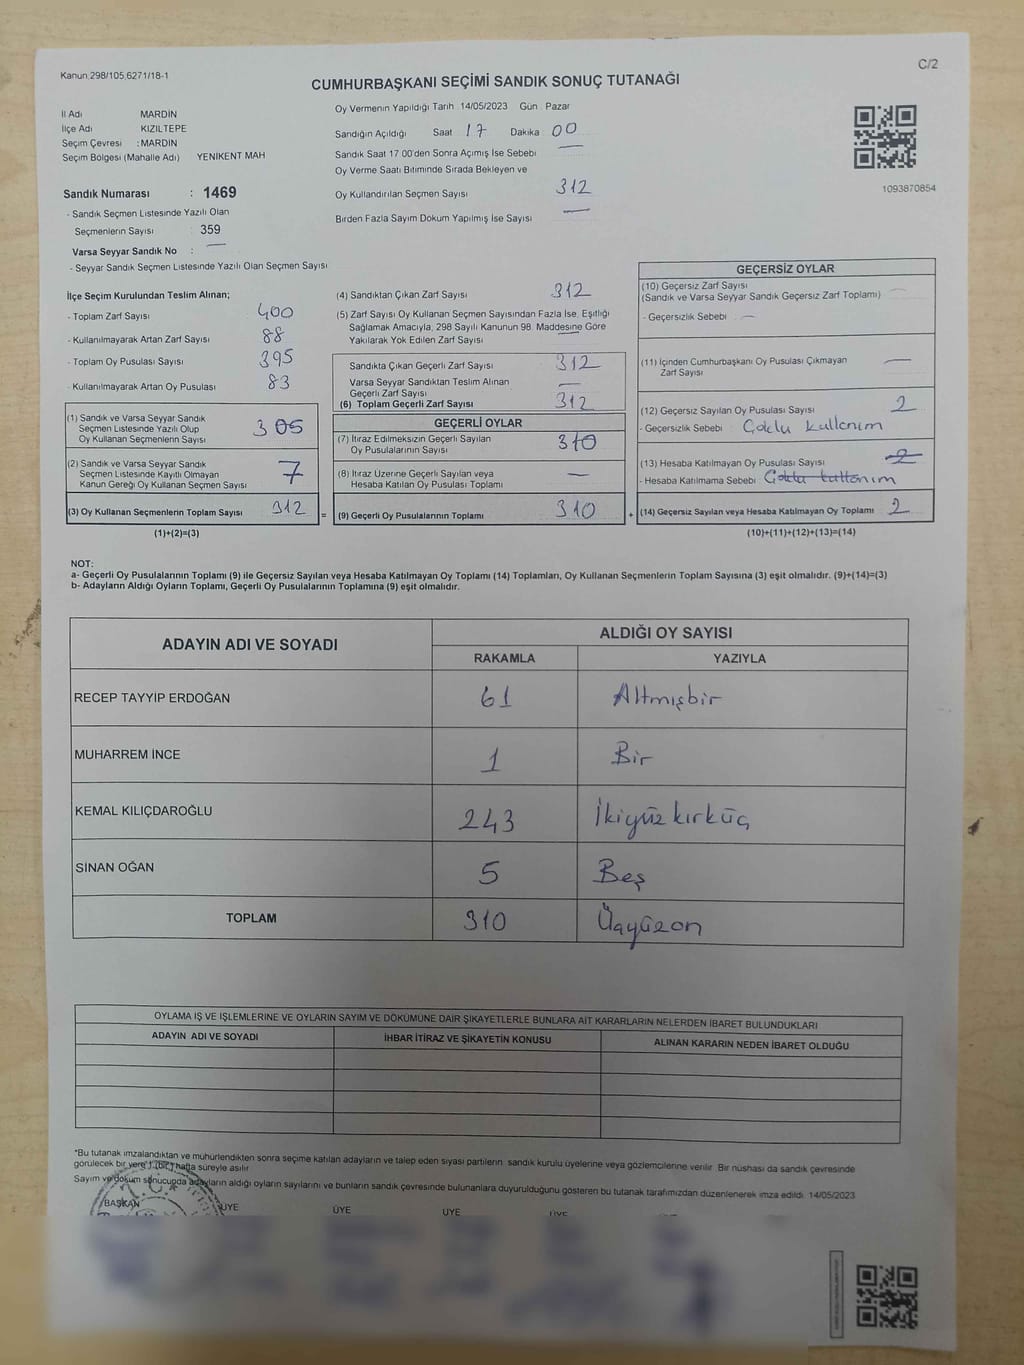 Kanun 298/105,6271/18-1
C/2
CUMHURBAŞKANI SEÇİMİ SANDIK SONUÇ TUTANAĞI
İl Adı MARDİN
İlçe Adı KIZILTEPE
Seçim Çevresi : MARDİN
Seçim Bölgesi (Mahalle Adı) YENİKENT MAH
Sandık Numarası : 1469
- Sandık Seçmen Listesinde Yazılı Olan
Seçmenlerin Sayısı 359
Varsa Seyyar Sandık No : —
- Seyyar Sandık Seçmen Listesinde Yazılı Olan Seçmen Sayısı
Oy Vermenin Yapıldığı Tarih 14/05/2023 Gün Pazar
Sandığın Açıldığı Saat 17 Dakika 00
Sandık Saat 17 00'den Sonra Açılmış İse Sebebi —
Oy Verme Saati Bitiminde Sırada Bekleyen ve
Oy Kullandırılan Seçmen Sayısı 312
Birden Fazla Sayım Döküm Yapılmış İse Sayısı —
1093870854
İlçe Seçim Kurulundan Teslim Alınan;
- Toplam Zarf Sayısı 400
- Kullanılmayarak Artan Zarf Sayısı 88
- Toplam Oy Pusulası Sayısı 395
- Kullanılmayarak Artan Oy Pusulası 83
(1) Sandık ve Varsa Seyyar Sandık
Seçmen Listesinde Yazılı Olup
Oy Kullanan Seçmenlerin Sayısı 305
(2) Sandık ve Varsa Seyyar Sandık
Seçmen Listesinde Kayıtlı Olmayan
Kanun Gereği Oy Kullanan Seçmen Sayısı 7
(3) Oy Kullanan Seçmenlerin Toplam Sayısı 312
(1)+(2)=(3)
=
(4) Sandıktan Çıkan Zarf Sayısı 312
(5) Zarf Sayısı Oy Kullanan Seçmen Sayısından Fazla İse, Eşitliği
Sağlamak Amacıyla, 298 Sayılı Kanunun 98. Maddesine Göre
Yakılarak Yok Edilen Zarf Sayısı —
Sandıkta Çıkan Geçerli Zarf Sayısı 312
Varsa Seyyar Sandıktan Teslim Alınan
Geçerli Zarf Sayısı —
(6) Toplam Geçerli Zarf Sayısı 312
GEÇERLİ OYLAR
(7) İtiraz Edilmeksizin Geçerli Sayılan
Oy Pusulalarının Sayısı 310
(8) İtiraz Üzerine Geçerli Sayılan veya
Hesaba Katılan Oy Pusulası Toplamı —
(9) Geçerli Oy Pusulalarının Toplamı 310
+
GEÇERSİZ OYLAR
(10) Geçersiz Zarf Sayısı
(Sandık ve Varsa Seyyar Sandık Geçersiz Zarf Toplamı) —
- Geçersizlik Sebebi : —
(11) İçinden Cumhurbaşkanı Oy Pusulası Çıkmayan
Zarf Sayısı —
(12) Geçersiz Sayılan Oy Pusulası Sayısı 2
- Geçersizlik Sebebi : Çoklu kullanım
(13) Hesaba Katılmayan Oy Pusulası Sayısı 2
- Hesaba Katılmama Sebebi : Çoklu kullanım
(14) Geçersiz Sayılan veya Hesaba Katılmayan Oy Toplamı 2
(10)+(11)+(12)+(13)=(14)
NOT:
a- Geçerli Oy Pusulalarının Toplamı (9) ile Geçersiz Sayılan veya Hesaba Katılmayan Oy Toplamı (14) Toplamları, Oy Kullanan Seçmenlerin Toplam Sayısına (3) eşit olmalıdır. (9)+(14)=(3)
b- Adayların Aldığı Oyların Toplamı, Geçerli Oy Pusulalarının Toplamına (9) eşit olmalıdır.
ADAYIN ADI VE SOYADI ALDIĞI OY SAYISI
RAKAMLA YAZIYLA
RECEP TAYYİP ERDOĞAN 61 Altmışbir
MUHARREM İNCE 1 Bir
KEMAL KILIÇDAROĞLU 243 İkiyüzkırküç
SİNAN OĞAN 5 Beş
TOPLAM 310 Üçyüzon
OYLAMA İŞ VE İŞLEMLERİNE VE OYLARIN SAYIM VE DÖKÜMÜNE DAİR ŞİKAYETLERLE BUNLARA AİT KARARLARIN NELERDEN İBARET BULUNDUKLARI
ADAYIN ADI VE SOYADI İHBAR İTİRAZ VE ŞİKAYETİN KONUSU ALINAN KARARIN NEDEN İBARET OLDUĞU
*Bu tutanak imzalandıktan ve mühürlendikten sonra seçime katılan adayların ve talep eden siyasi partilerin sandık kurulu üyelerine veya gözlemcilerine verilir. Bir nüshası da sandık çevresinde
görülecek bir yere 1 (bir) hafta süreyle asılır
Sayım ve döküm sonucunda adayların aldığı oyların sayılarını ve bunların sandık çevresinde bulunanlara duyurulduğunu gösteren bu tutanak tarafımızdan düzenlenerek imza edildi. 14/05/2023
BAŞKAN ÜYE ÜYE ÜYE ÜYE